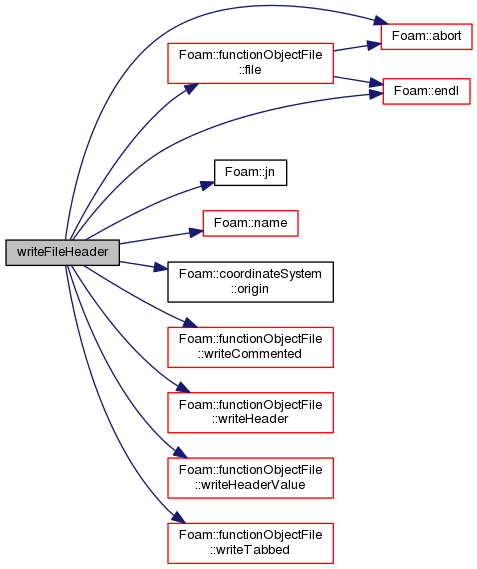 Foam::abort
Foam::functionObjectFile
::file
Foam::endl
Foam::jn
Foam::name
writeFileHeader
Foam::coordinateSystem
::origin
Foam::functionObjectFile
::writeCommented
Foam::functionObjectFile
::writeHeader
Foam::functionObjectFile
::writeHeaderValue
Foam::functionObjectFile
::writeTabbed